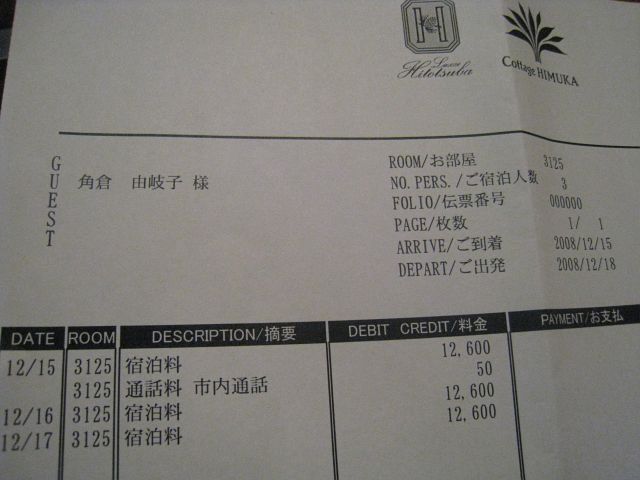 H
Luxze
Hitotsuba
Cottage HIMUKA
GUEST
角倉 由岐子 様
ROOM/お部屋 3125
NO. PERS./ご宿泊人数 3
FOLIO/伝票番号 000000
PAGE/枚数 1/ 1
ARRIVE/ご到着 2008/12/15
DEPART/ご出発 2008/12/18
DATE ROOM DESCRIPTION/摘要 DEBIT CREDIT/料金 PAYMENT/お支払
12/15 3125 宿泊料 12,600
3125 通話料 市内通話 50
12/16 3125 宿泊料 12,600
12/17 3125 宿泊料 12,600